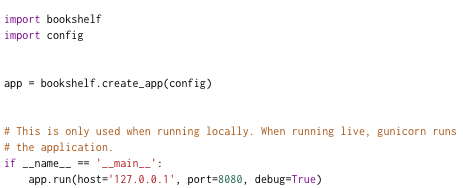 import bookshelf
import config
app = bookshelf.create_app(config)
# This is only used when running locally. When running live, gunicorn runs
# the application.
if __name__ == '__main__':
    app.run(host='127.0.0.1', port=8080, debug=True)